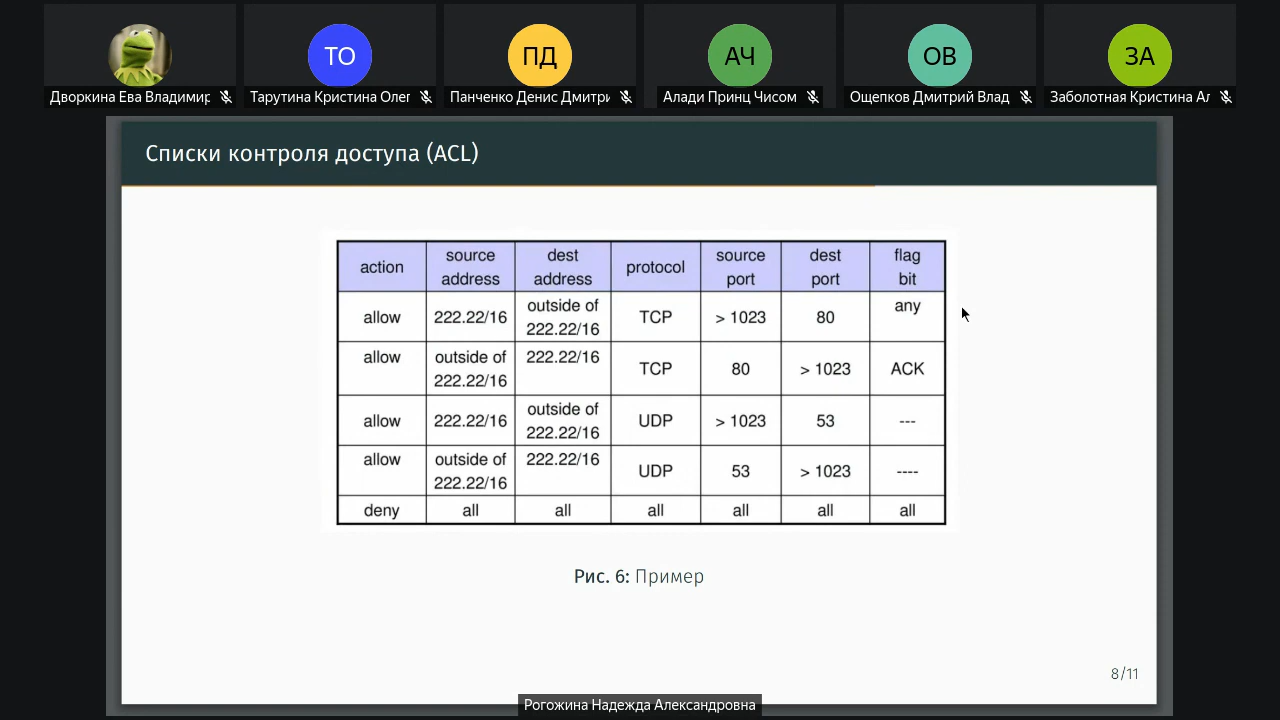 ТО
ПД
АЧ
ОВ
ЗА
Дворкина Ева Владимир
Тарутина Кристина Олег
Панченко Денис Дмитри
Алади Принц Чисом
Ощепков Дмитрий Влад
Заболотная Кристина Ал
Списки контроля доступа (ACL)
action source address dest address protocol source port dest port flag bit
allow 222.22/16 outside of 222.22/16 TCP > 1023 80 any
allow outside of 222.22/16 222.22/16 TCP 80 > 1023 ACK
allow 222.22/16 outside of 222.22/16 UDP > 1023 53 ---
allow outside of 222.22/16 222.22/16 UDP 53 > 1023 ----
deny all all all all all all
Рис. 6: Пример
8/11
Рогожина Надежда Александровна